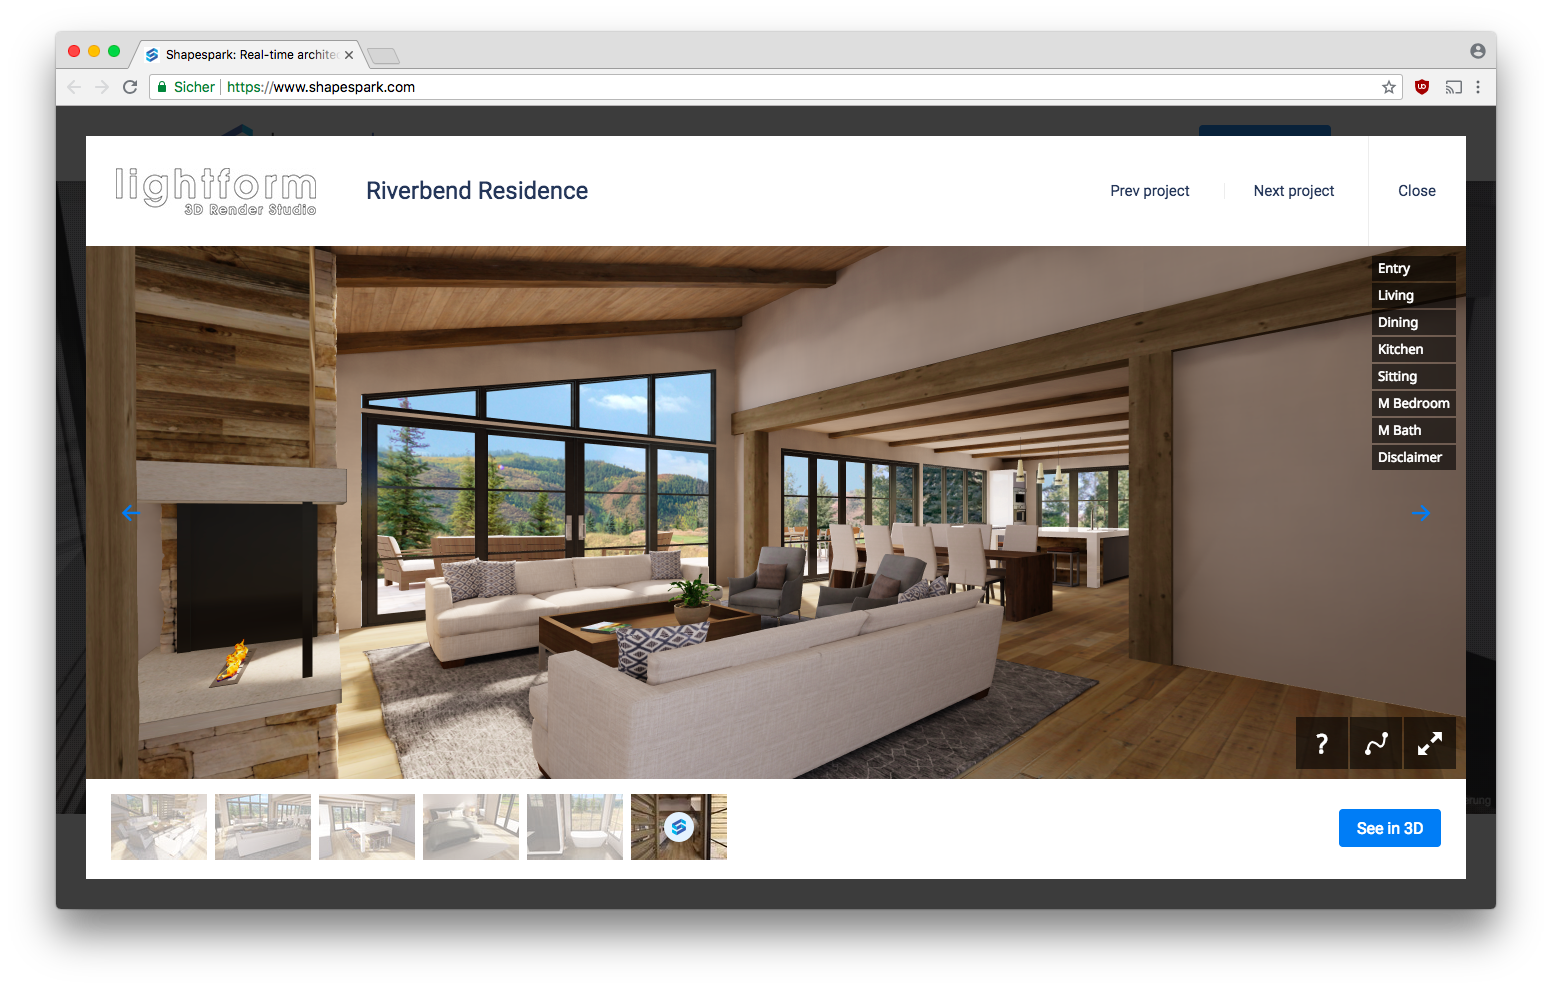 Shapespark: Real-time archite
Sicher https://www.shapespark.com
lightform
3D Render Studio
Riverbend Residence
Prev project
Next project
Close
Entry
Living
Dining
Kitchen
Sitting
M Bedroom
M Bath
Disclaimer
?
See in 3D